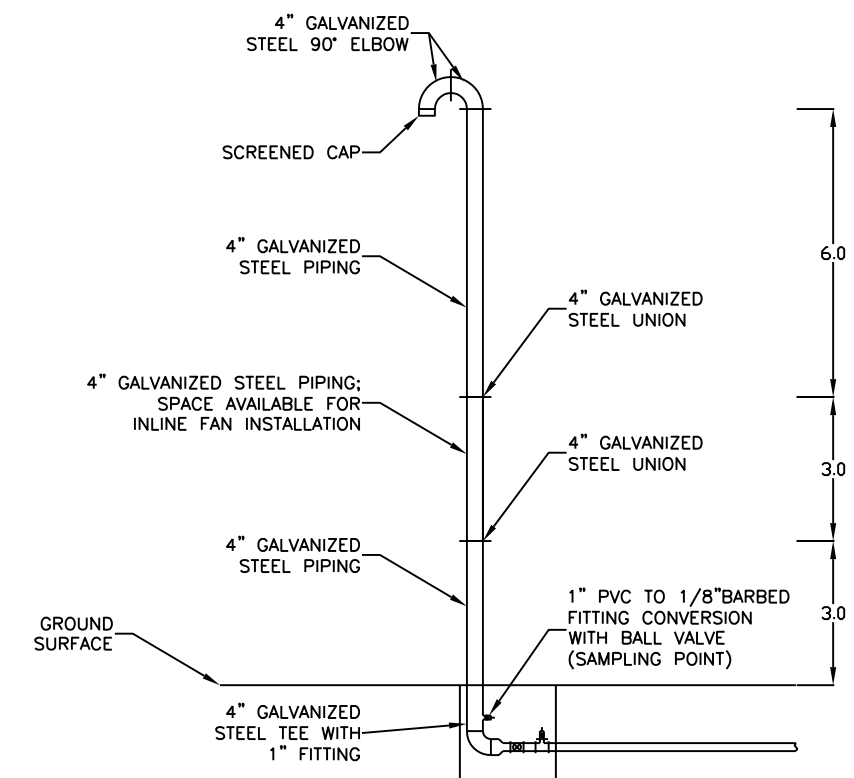 4" GALVANIZED
STEEL 90° ELBOW
SCREENED CAP
4" GALVANIZED
STEEL PIPING
6.0
4" GALVANIZED
STEEL UNION
4" GALVANIZED STEEL PIPING;
SPACE AVAILABLE FOR
INLINE FAN INSTALLATION
4" GALVANIZED
STEEL UNION
3.0
4" GALVANIZED
STEEL PIPING
1" PVC TO 1/8"BARBED
FITTING CONVERSION
WITH BALL VALVE
(SAMPLING POINT)
3.0
GROUND
SURFACE
4" GALVANIZED
STEEL TEE WITH
1" FITTING